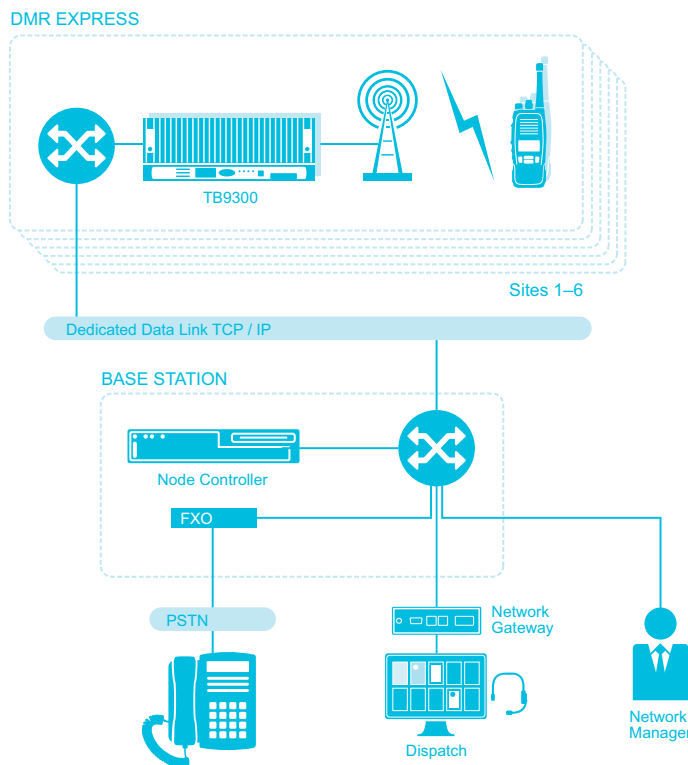 DMR EXPRESS
TB9300
Sites 1–6
Dedicated Data Link TCP / IP
BASE STATION
Node Controller
FXO
PSTN
Network
Gateway
Dispatch
Network
Manager